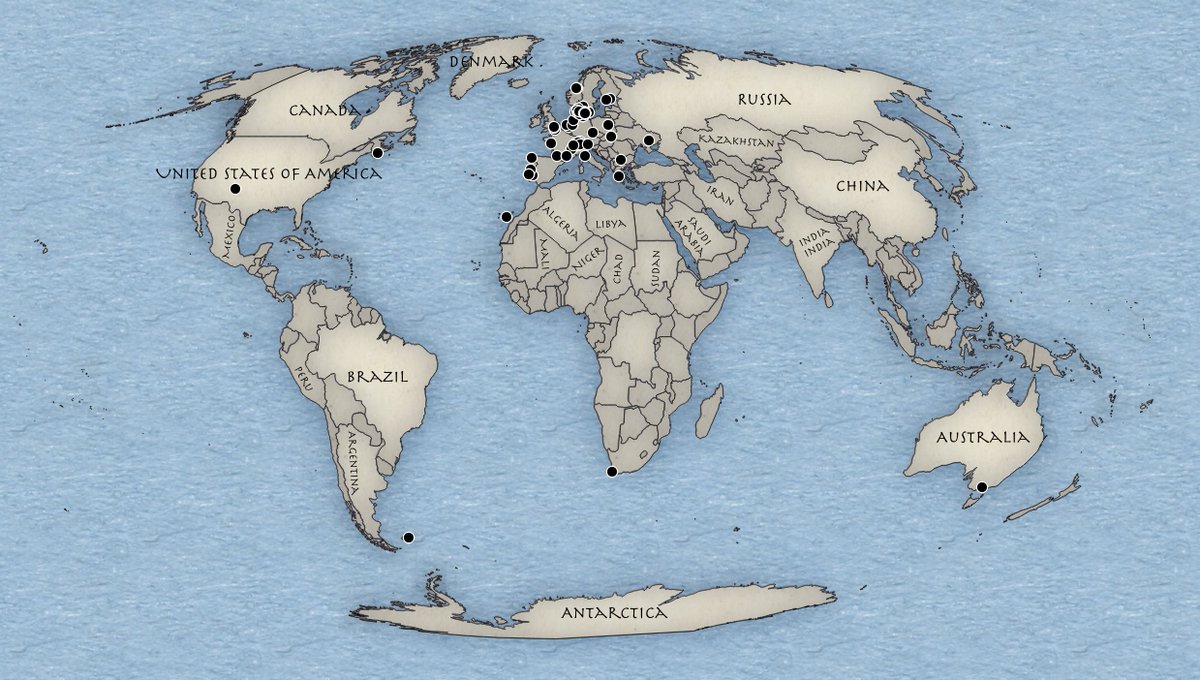 DENMARK
CANADA
RUSSIA
KAZAKHSTAN
UNITED STATES OF AMERICA
CHINA
IRAN
MEXICO
ALGERIA
LIBYA
SAUDI
ARABIA
INDIA
INDIA
MALI
NIGER
CHAD
SUDAN
PERU
BRAZIL
ARGENTINA
AUSTRALIA
ANTARCTICA